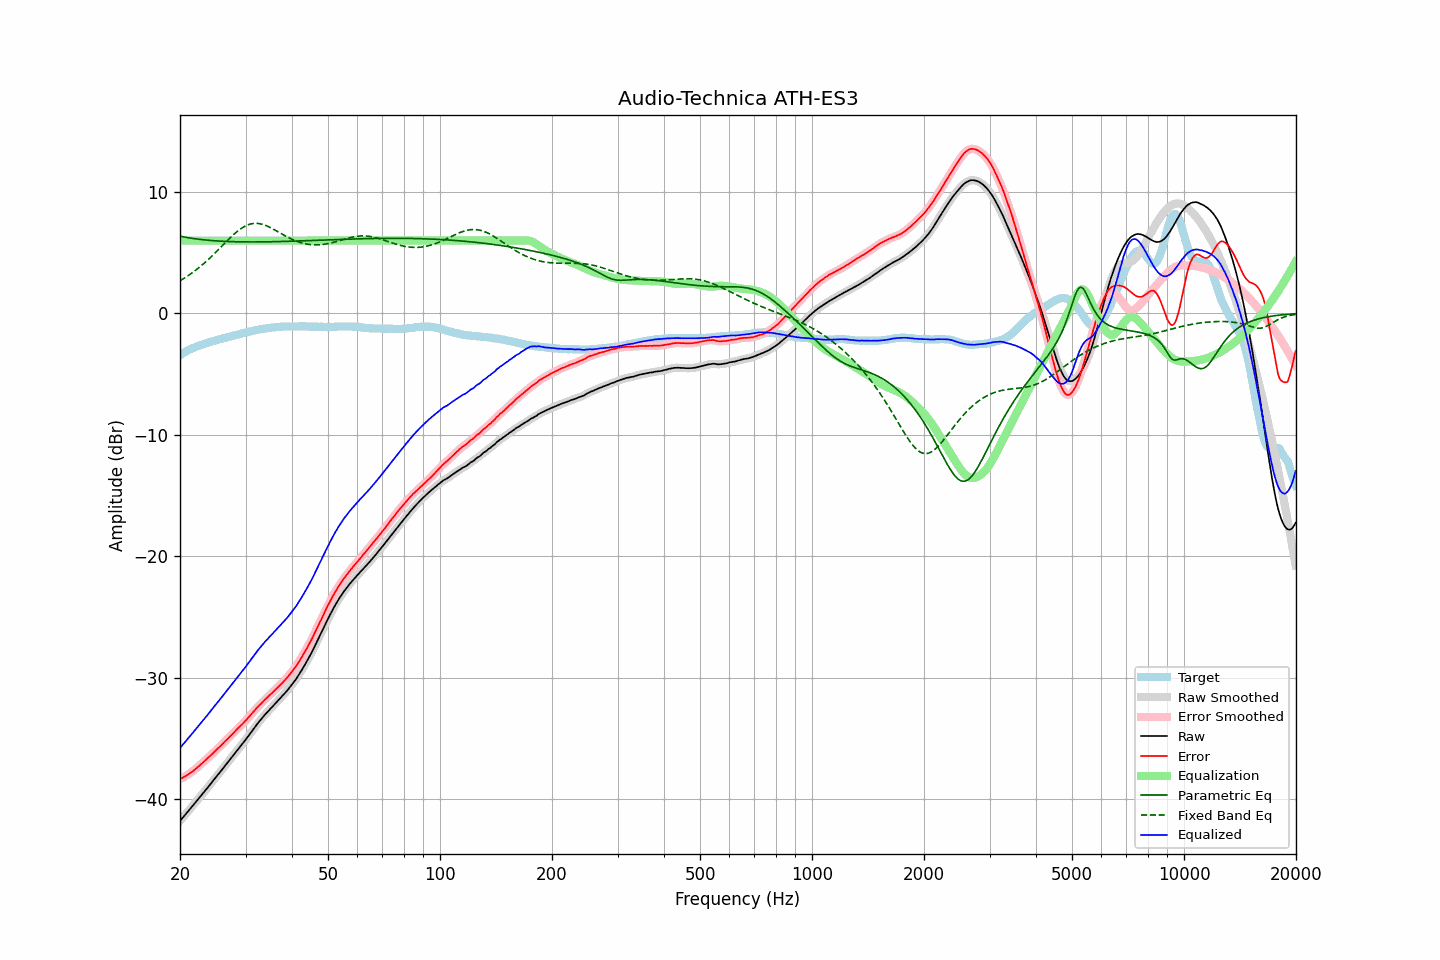 Audio-Technica ATH-ES3
Amplitude (dBr)
10
0
−10
−20
−30
−40
20
50
100
200
500
1000
2000
5000
10000
20000
Frequency (Hz)
Target
Raw Smoothed
Error Smoothed
Raw
Error
Equalization
Parametric Eq
Fixed Band Eq
Equalized